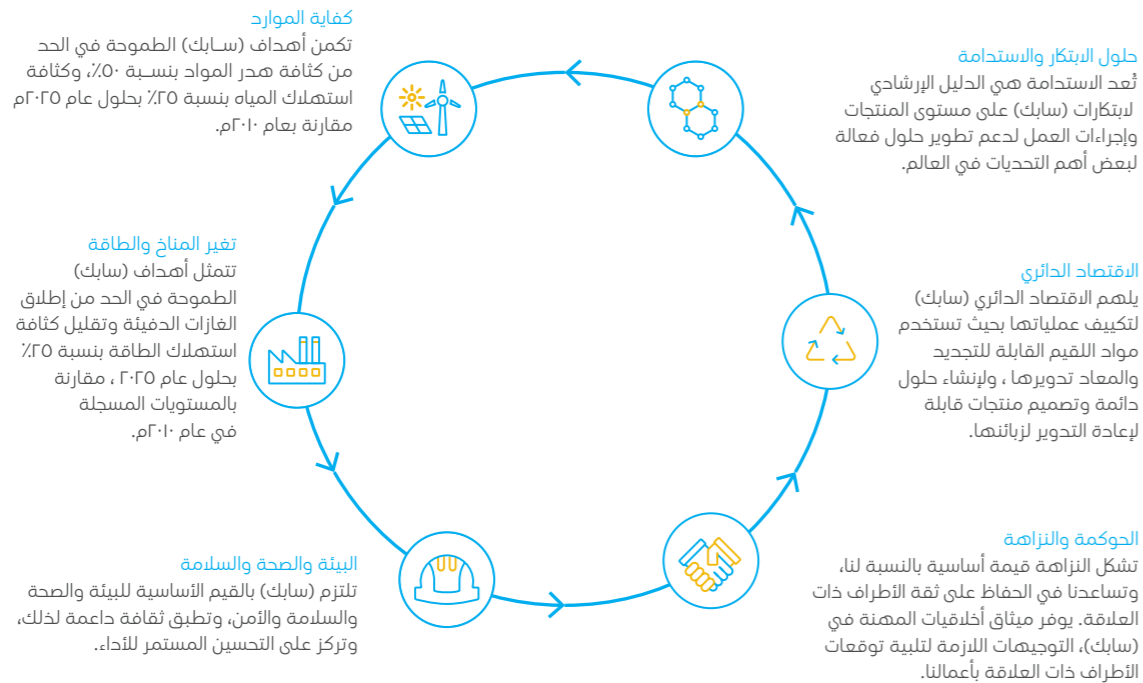 حلول الابتكار والاستدامة
تُعد الاستدامة هي الدليل الإرشادي
لابتكارات (سابك) على مستوى المنتجات
وإجراءات العمل لدعم تطوير حلول فعالة
لبعض أهم التحديات في العالم.
كفاية الموارد
تكمن أهداف (سـابك) الطموحة في الحد
من كثافة هدر المواد بنسـبة ٥٠٪، وكثافة
استهلاك المياه بنسبة ٢٥٪ بحلول عام ٢٠٢٥م
مقارنة بعام ٢٠١٠م.
الاقتصاد الدائري
يلهم الاقتصاد الدائري (سابك)
لتكييف عملياتها بحيث تستخدم
مواد اللقيم القابلة للتجديد
والمعاد تدويرها ، ولإنشاء حلول
دائمة وتصميم منتجات قابلة
لإعادة التدوير لزبائنها.
تغير المناخ والطاقة
تتمثل أهداف (سابك)
الطموحة في الحد من إطلاق
الغازات الدفيئة وتقليل كثافة
استهلاك الطاقة بنسبة ٢٥٪
بحلول عام ٢٠٢٥ ، مقارنة
بالمستويات المسجلة
في عام ٢٠١٠م.
الحوكمة والنزاهة
تشكل النزاهة قيمة أساسية بالنسبة لنا،
وتساعدنا في الحفاظ على ثقة الأطراف ذات
العلاقة. يوفر ميثاق أخلاقيات المهنة في
(سابك)، التوجيهات اللازمة لتلبية توقعات
الأطراف ذات العلاقة بأعمالنا.
البيئة والصحة والسلامة
تلتزم (سابك) بالقيم الأساسية للبيئة والصحة
والسلامة والأمن، وتطبق ثقافة داعمة لذلك،
وتركز على التحسين المستمر للأداء.